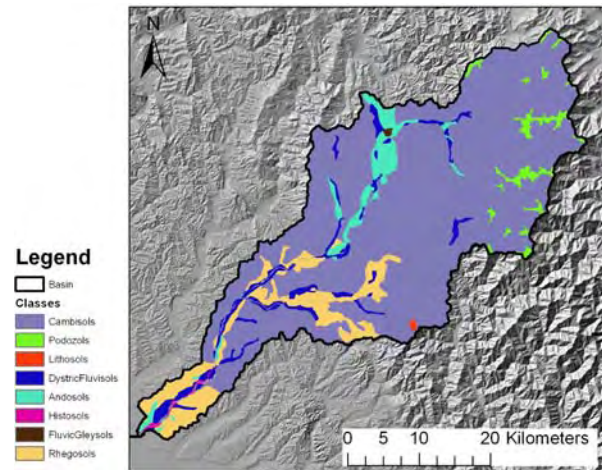 N
Legend
Basin
Classes
Cambisols
Podozols
Lithosols
DystricFluvisols
Andosols
Histosols
FluvicGleysols
Rhegosols
0 5 10 20 Kilometers